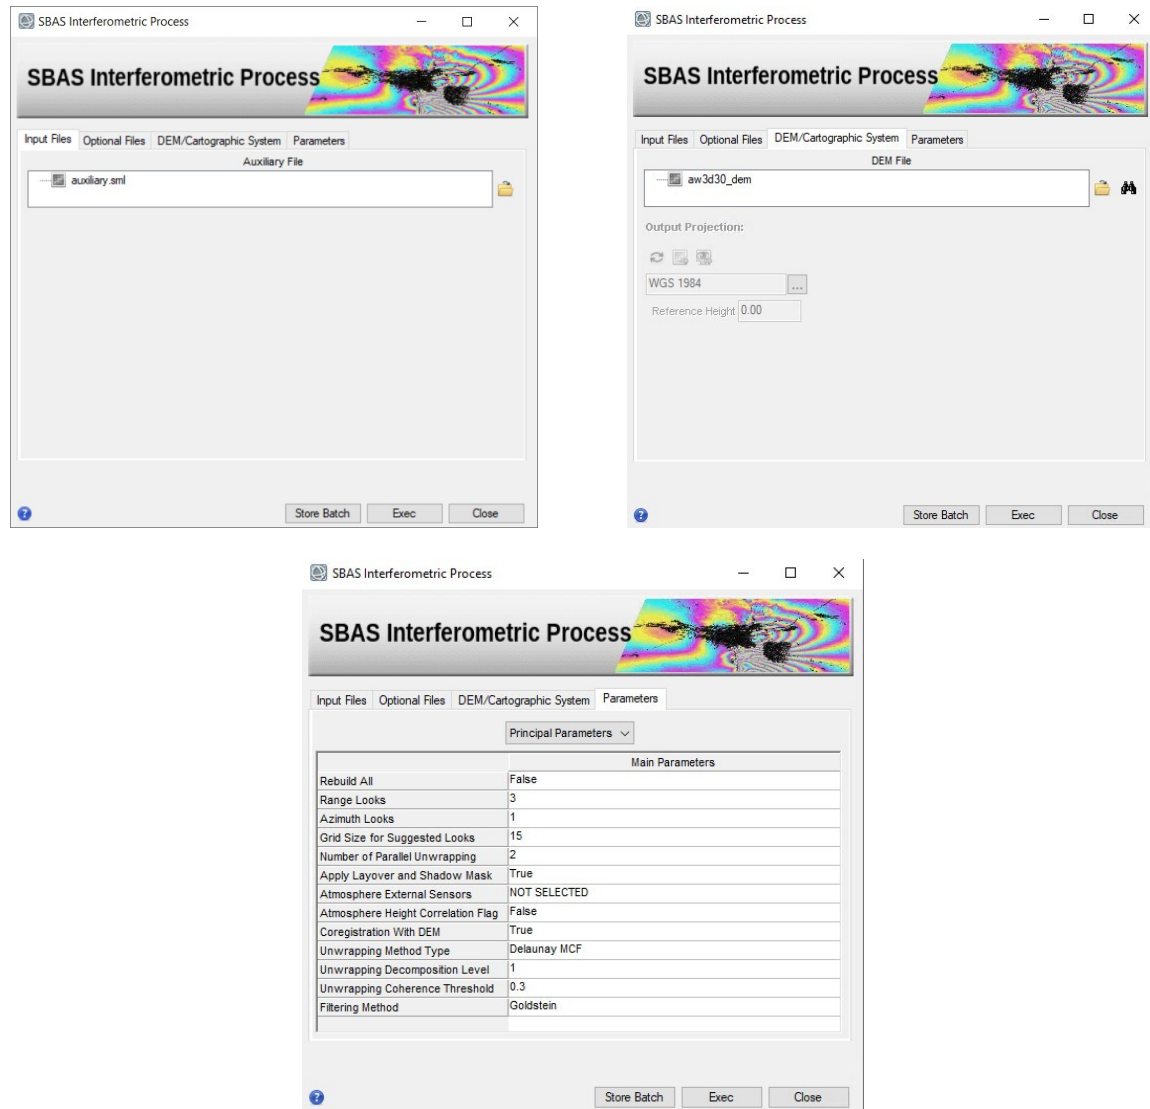 SBAS Interferometric Process
SBAS Interferometric Process
Input Files Optional Files DEM/Cartographic System Parameters
Auxiliary File
auxiliary.sml
Store Batch Exec Close
SBAS Interferometric Process
SBAS Interferometric Process
Input Files Optional Files DEM/Cartographic System Parameters
DEM File
aw3d30_dem
Output Projection:
WGS 1984 ...
Reference Height 0.00
Store Batch Exec Close
SBAS Interferometric Process
SBAS Interferometric Process
Input Files Optional Files DEM/Cartographic System Parameters
Principal Parameters
Main Parameters
Rebuild All False
Range Looks 3
Azimuth Looks 1
Grid Size for Suggested Looks 15
Number of Parallel Unwrapping 2
Apply Layover and Shadow Mask True
Atmosphere External Sensors NOT SELECTED
Atmosphere Height Correlation Flag False
Coregistration With DEM True
Unwrapping Method Type Delaunay MCF
Unwrapping Decomposition Level 1
Unwrapping Coherence Threshold 0.3
Filtering Method Goldstein
Store Batch Exec Close